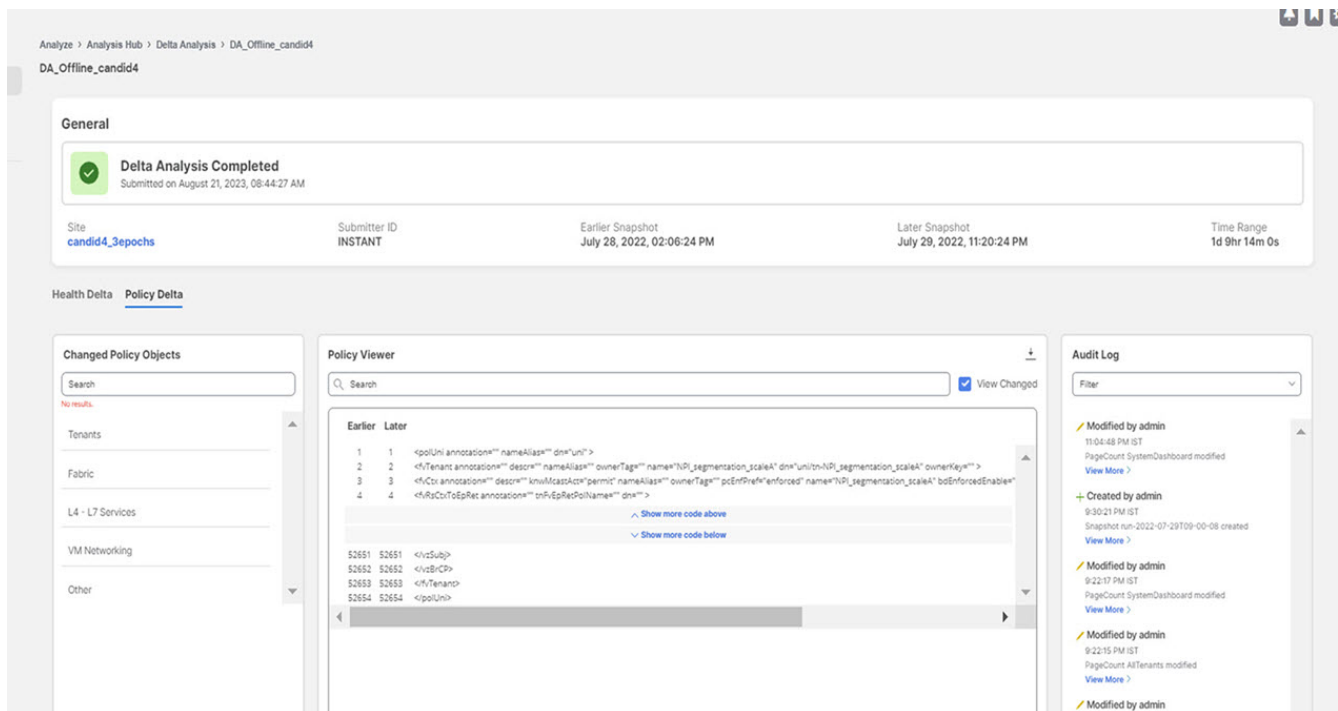 Analyze > Analysis Hub > Delta Analysis > DA_Offline_candid4
DA_Offline_candid4
General
Delta Analysis Completed
Submitted on August 21, 2023, 08:44:27 AM
Site
candid4_3epochs
Submitter ID
INSTANT
Earlier Snapshot
July 28, 2022, 02:06:24 PM
Later Snapshot
July 29, 2022, 11:20:24 PM
Time Range
1d 9hr 14m 0s
Health Delta Policy Delta
Changed Policy Objects
Search
No results.
Tenants
Fabric
L4 - L7 Services
VM Networking
Other
Policy Viewer
Search
View Changed
Earlier Later
1 1 <polUni annotation="" nameAlias="" dn="uni" >
2 2 <fvTenant annotation="" descr="" nameAlias="" ownerTag="" name="NPI_segmentation_scaleA" dn="uni/tn-NPI_segmentation_scaleA" ownerKey="" >
3 3 <fvCtx annotation="" descr="" knwMcastAct="permit" nameAlias="" ownerTag="" pcEnfPref="enforced" name="NPI_segmentation_scaleA" bdEnforcedEnable="
4 4 <fvRsCtxToEpRet annotation="" tnFvEpRetPolName="" dn="" >
Show more code above
Show more code below
52651 52651 </vzSubj>
52652 52652 </vzBrCP>
52653 52653 </fvTenant>
52654 52654 </polUni>
Audit Log
Filter
Modified by admin
11:04:48 PM IST
PageCount SystemDashboard modified
View More >
Created by admin
9:30:21 PM IST
Snapshot run-2022-07-29T09-00-08 created
View More >
Modified by admin
9:22:17 PM IST
PageCount SystemDashboard modified
View More >
Modified by admin
9:22:15 PM IST
PageCount AllTenants modified
View More >
Modified by admin